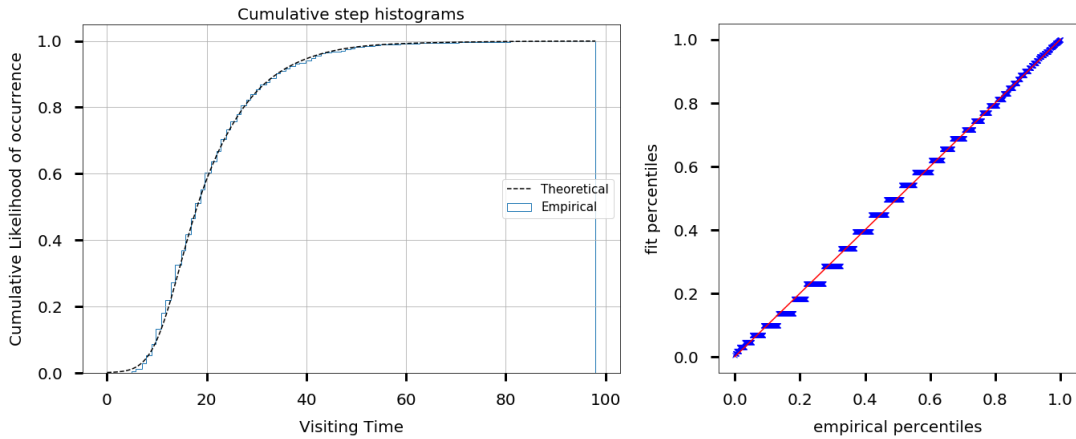 Cumulative step histograms
Cumulative Likelihood of occurrence
1.0
0.8
0.6
0.4
0.2
0.0
Theoretical
Empirical
0 20 40 60 80 100
Visiting Time
fit percentiles
1.0
0.8
0.6
0.4
0.2
0.0
0.0 0.2 0.4 0.6 0.8 1.0
empirical percentiles